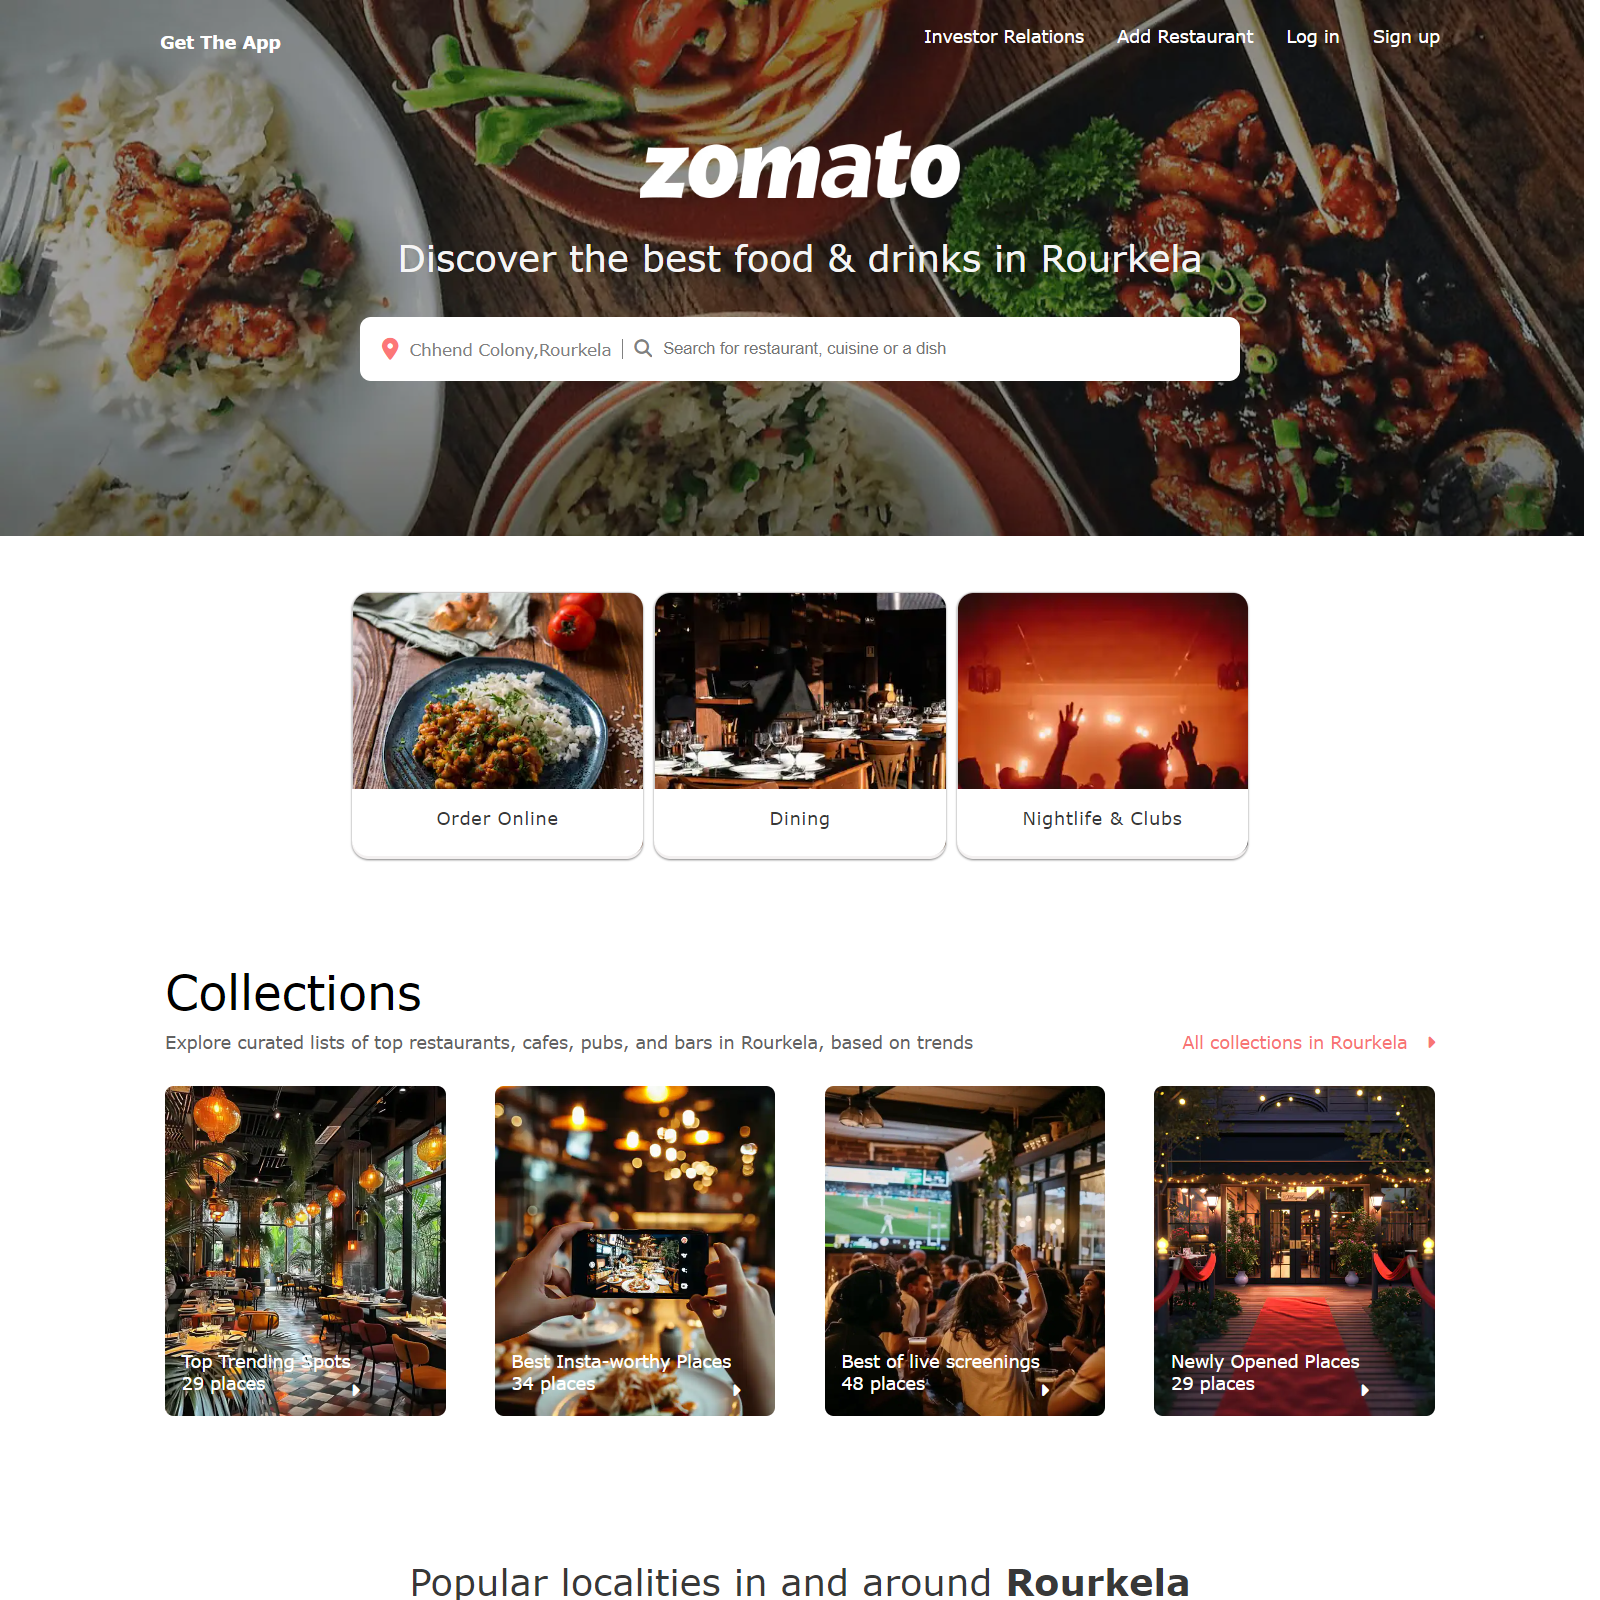 Get The App
Investor Relations
Add Restaurant
Log in
Sign up
zomato
Discover the best food & drinks in Rourkela
Chhend Colony,Rourkela
Search for restaurant, cuisine or a dish
Order Online
Dining
Nightlife & Clubs
Collections
Explore curated lists of top restaurants, cafes, pubs, and bars in Rourkela, based on trends
All collections in Rourkela
Top Trending Spots
29 places
Best Insta-worthy Places
34 places
Best of live screenings
48 places
Newly Opened Places
29 places
Popular localities in and around Rourkela